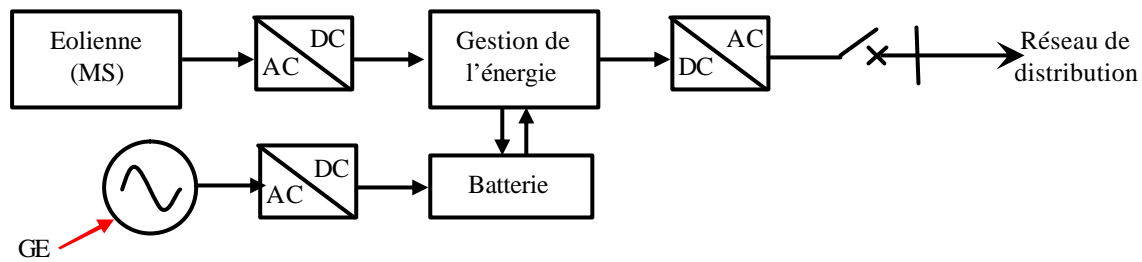 Eolienne
(MS)
AC
DC
Gestion de
l'énergie
DC
AC
Réseau de
distribution
AC
DC
Batterie
GE